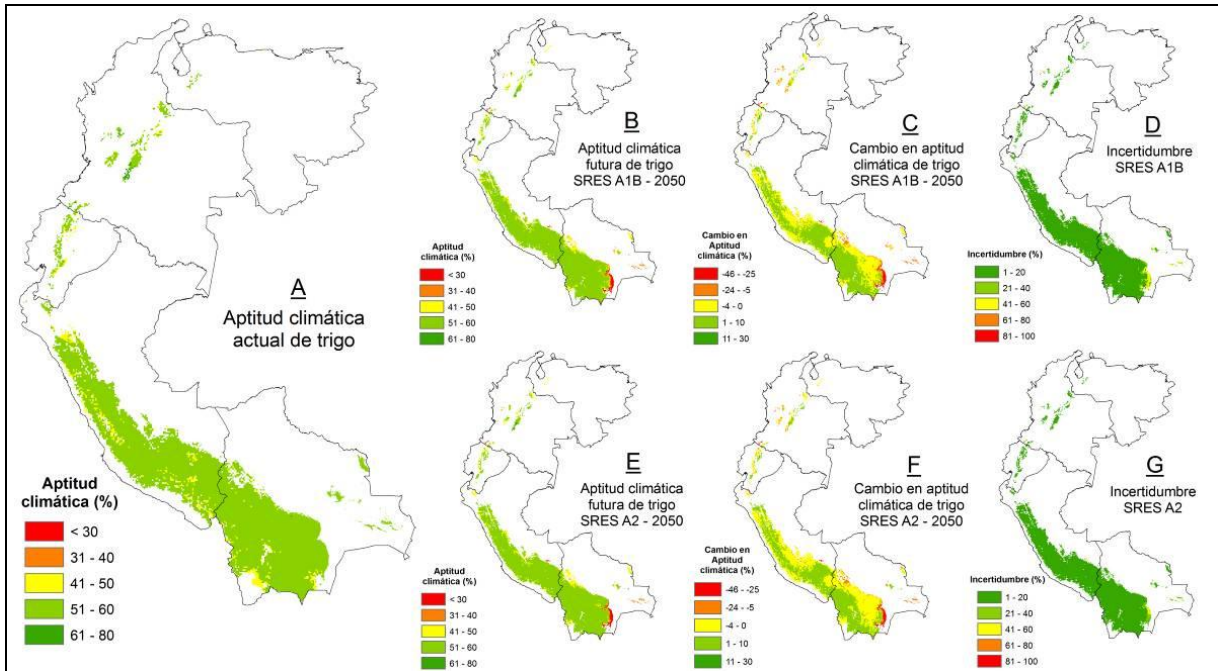 A
Aptitud climática
actual de trigo
Aptitud
climática (%)
< 30
31 - 40
41 - 50
51 - 60
61 - 80
B
Aptitud climática
futura de trigo
SRES A1B - 2050
Aptitud
climática (%)
< 30
31 - 40
41 - 50
51 - 60
61 - 80
C
Cambio en aptitud
climática de trigo
SRES A1B - 2050
Cambio en
Aptitud
climática (%)
-46 - -25
-24 - -5
-4 - 0
1 - 10
11 - 30
D
Incertidumbre
SRES A1B
Incertidumbre (%)
1 - 20
21 - 40
41 - 60
61 - 80
81 - 100
E
Aptitud climática
futura de trigo
SRES A2 - 2050
Aptitud
climática (%)
< 30
31 - 40
41 - 50
51 - 60
61 - 80
F
Cambio en aptitud
climática de trigo
SRES A2 - 2050
Cambio en
Aptitud
climática (%)
-46 - -25
-24 - -5
-4 - 0
1 - 10
11 - 30
G
Incertidumbre
SRES A2
Incertidumbre (%)
1 - 20
21 - 40
41 - 60
61 - 80
81 - 100